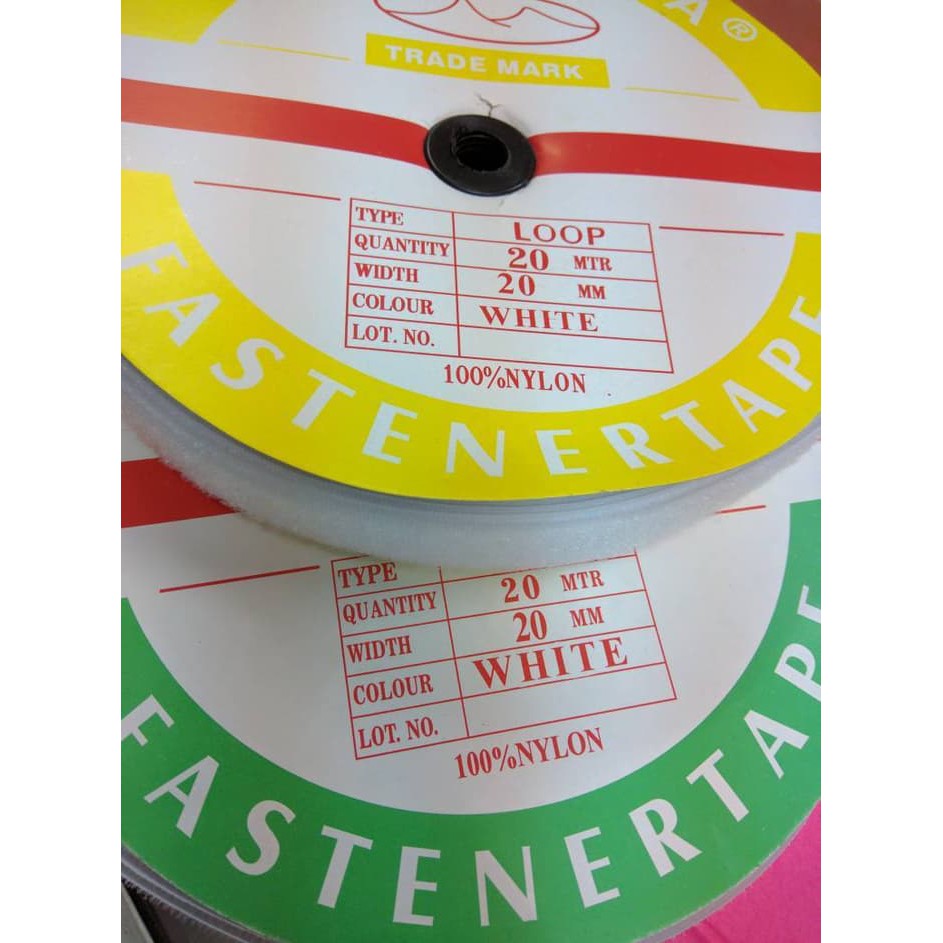 A®
TRADE MARK
TYPE LOOP
QUANTITY 20 MTR
WIDTH 20 MM
COLOUR WHITE
LOT. NO.
100%NYLON
FASTENERTAPE
TYPE
QUANTITY 20 MTR
WIDTH 20 MM
COLOUR WHITE
LOT. NO.
100%NYLON
FASTENERTAPE